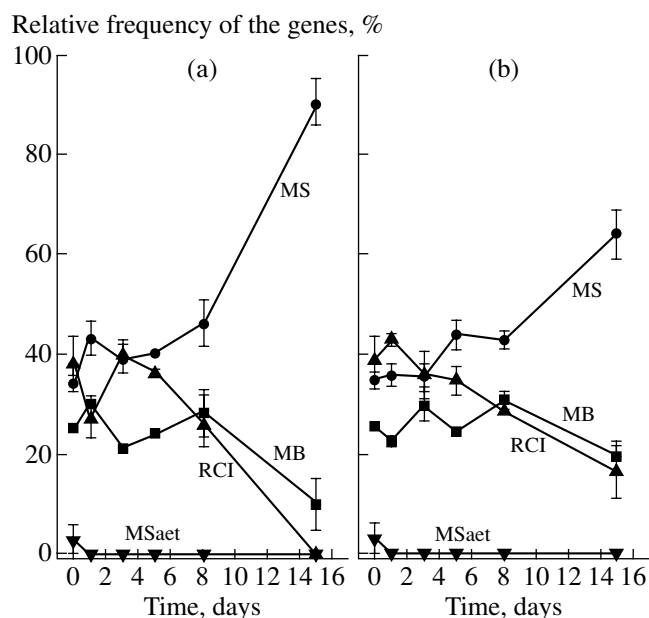 Relative frequency of the genes, %
100
(a)
(b)
80
MS
MS
60
40
MB
MB
20
RCI
RCI
MSaet
MSaet
0
0 2 4 6 8 10 12 14 16
0 2 4 6 8 10 12 14 16
Time, days
Time, days